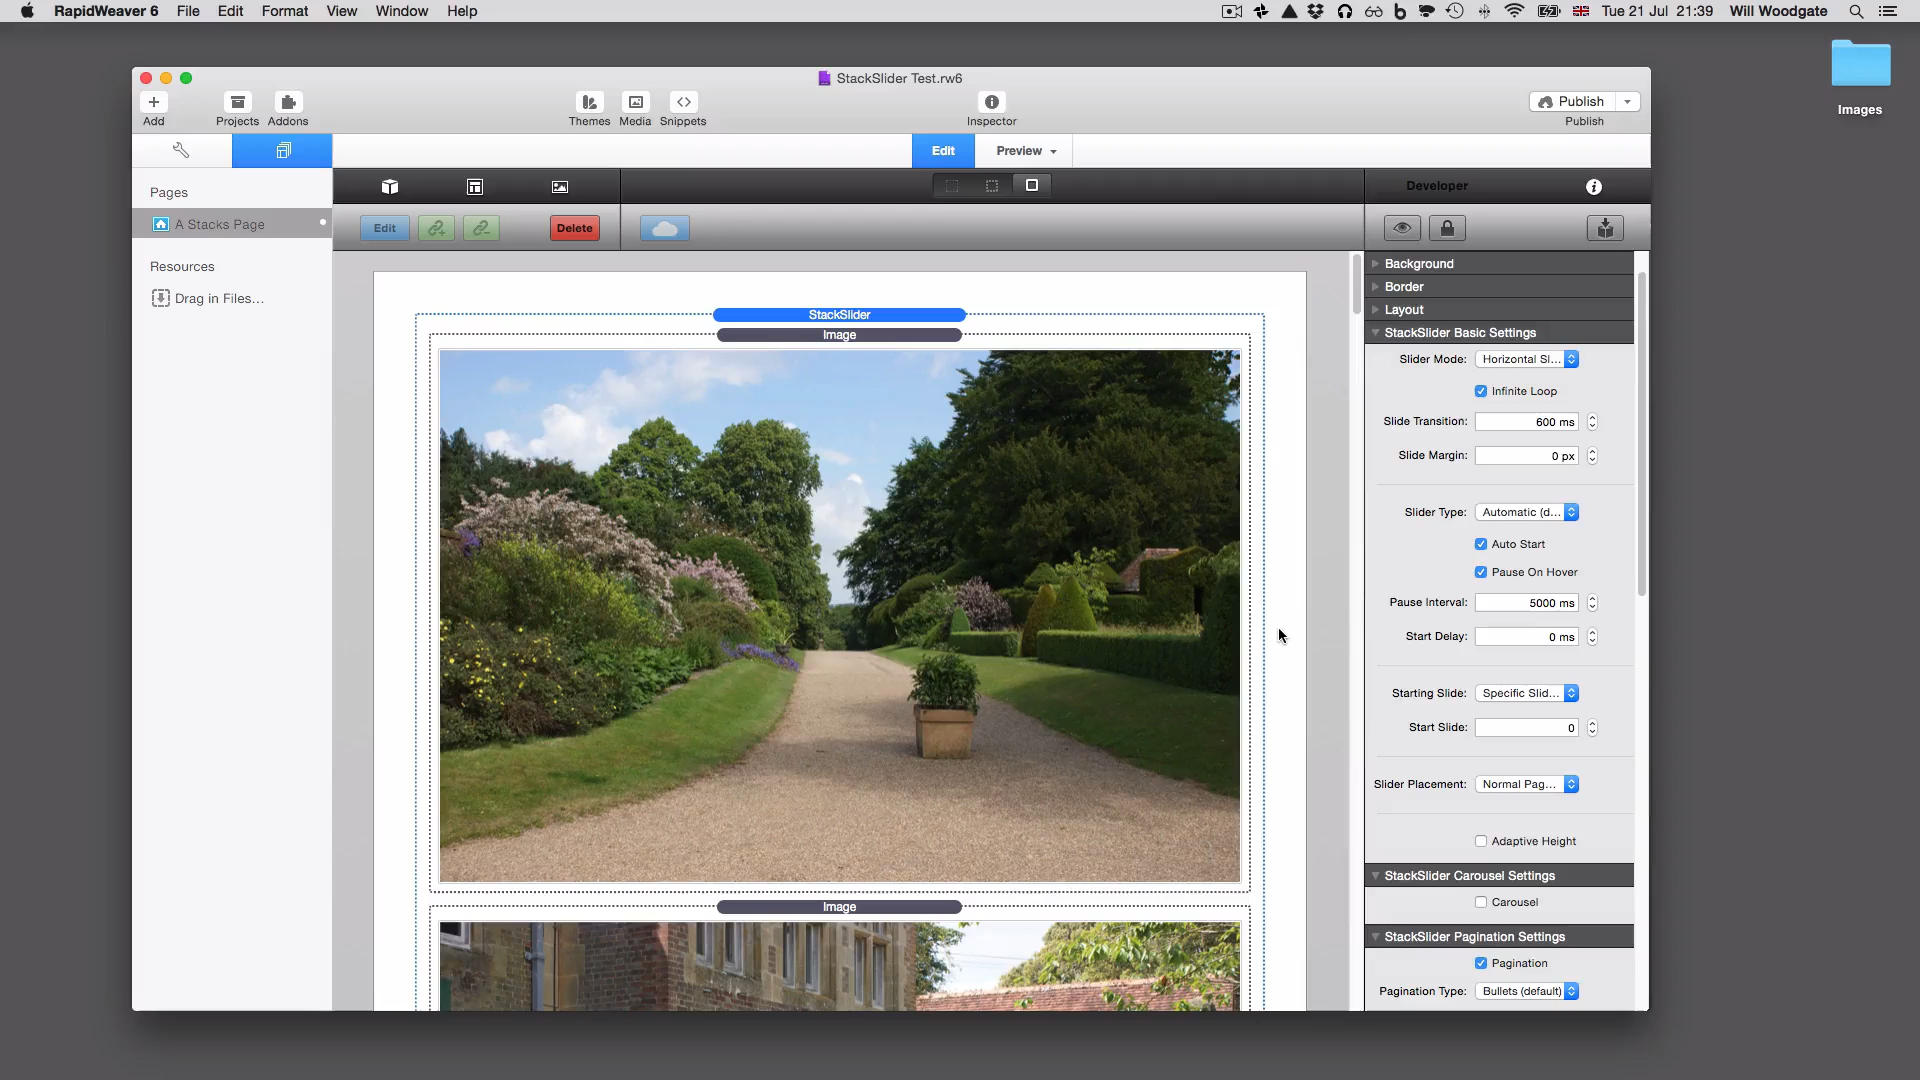 RapidWeaver 6 File Edit Format View Window Help
Tue 21 Jul 21:39 Will Woodgate
Images
StackSlider Test.rw6
Add Projects Addons Themes Media Snippets Inspector
Publish
Publish
Edit Preview
Pages
A Stacks Page
Resources
Drag in Files...
Developer
Edit Delete
StackSlider
Image
Image
Background
Border
Layout
StackSlider Basic Settings
Slider Mode: Horizontal Sl...
Infinite Loop
Slide Transition: 600 ms
Slide Margin: 0 px
Slider Type: Automatic (d...
Auto Start
Pause On Hover
Pause Interval: 5000 ms
Start Delay: 0 ms
Starting Slide: Specific Slid...
Start Slide: 0
Slider Placement: Normal Pag...
Adaptive Height
StackSlider Carousel Settings
Carousel
StackSlider Pagination Settings
Pagination
Pagination Type: Bullets (default)